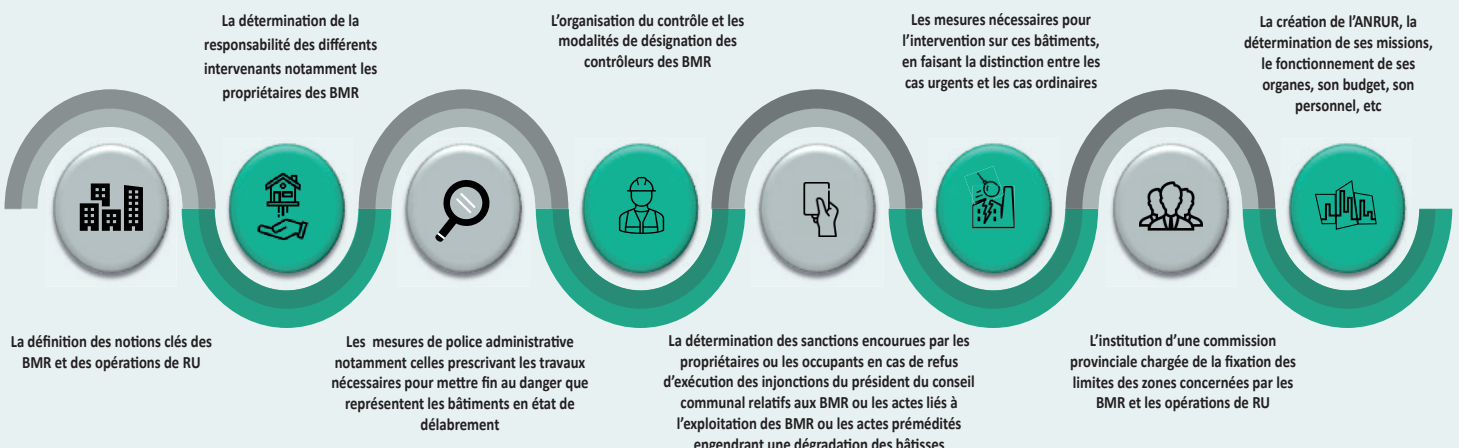 La détermination de la
responsabilité des différents
intervenants notamment les
propriétaires des BMR
L'organisation du contrôle et les
modalités de désignation des
contrôleurs des BMR
Les mesures nécessaires pour
l'intervention sur ces bâtiments,
en faisant la distinction entre les
cas urgents et les cas ordinaires
La création de l'ANRUR, la
détermination de ses missions,
le fonctionnement de ses
organes, son budget, son
personnel, etc
La définition des notions clés des
BMR et des opérations de RU
Les mesures de police administrative
notamment celles prescrivant les travaux
nécessaires pour mettre fin au danger que
représentent les bâtiments en état de
délabrement
La détermination des sanctions encourues par les
propriétaires ou les occupants en cas de refus
d'exécution des injonctions du président du conseil
communal relatifs aux BMR ou les actes liés à
l'exploitation des BMR ou les actes prémédités
engendrant une dégradation des bâtisses
L'institution d'une commission
provinciale chargée de la fixation des
limites des zones concernées par les
BMR et les opérations de RU